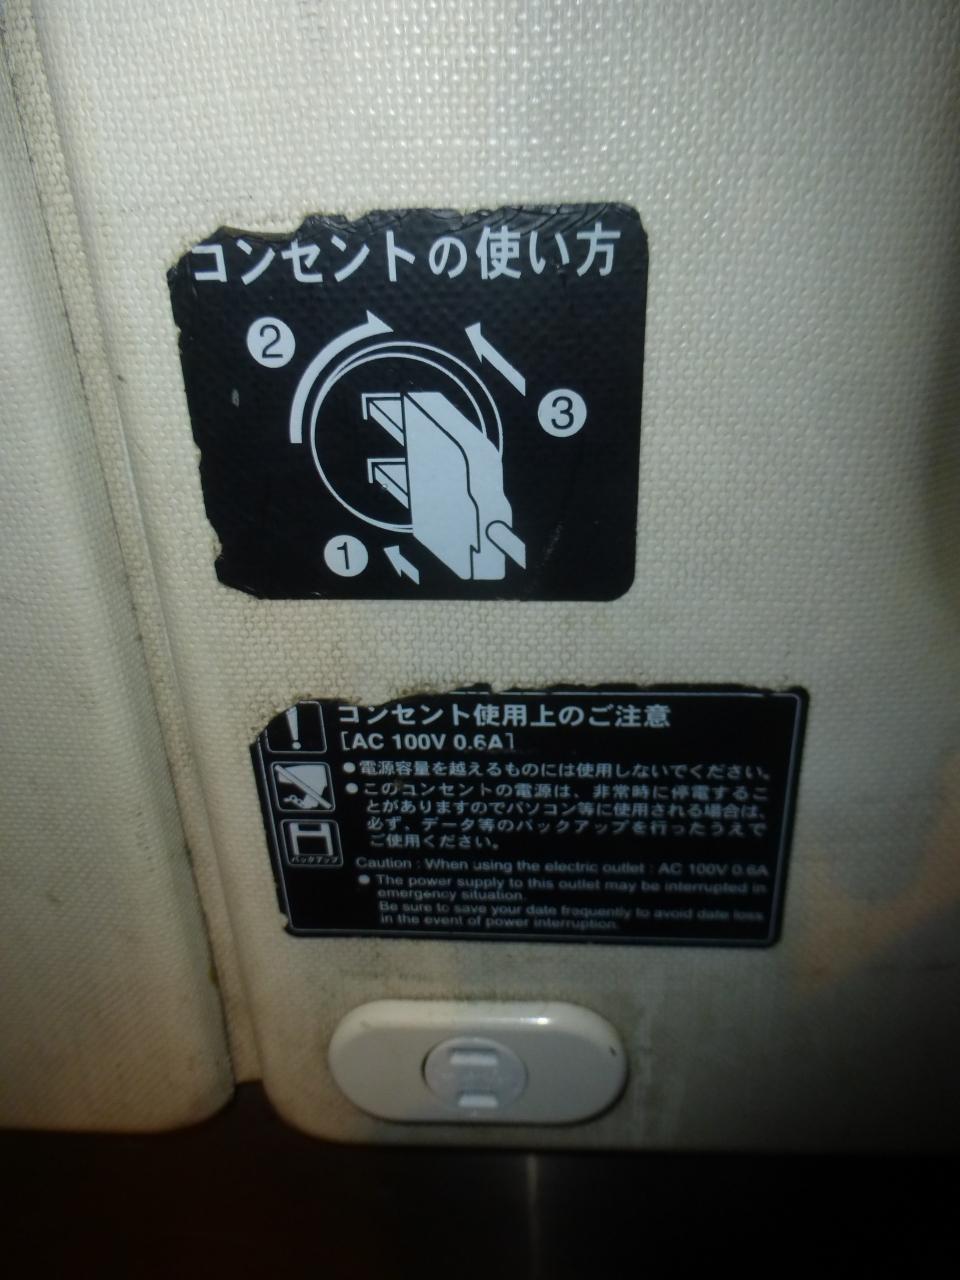 コンセントの使い方
②
③
①
コンセント使用上のご注意
[AC 100V 0.6A]
●電源容量を越えるものには使用しないでください。
●このコンセントの電源は、非常時に停電するこ
とがありますのでパソコン等に使用される場合は、
必ず、データ等のバックアップを行ったうえで
ご使用ください。
バックアップ
Caution : When using the electric outlet : AC 100V 0.6A
● The power supply to this outlet may be interrupted in
emergency situation.
Be sure to save your date frequently to avoid date loss
in the event of power interruption.